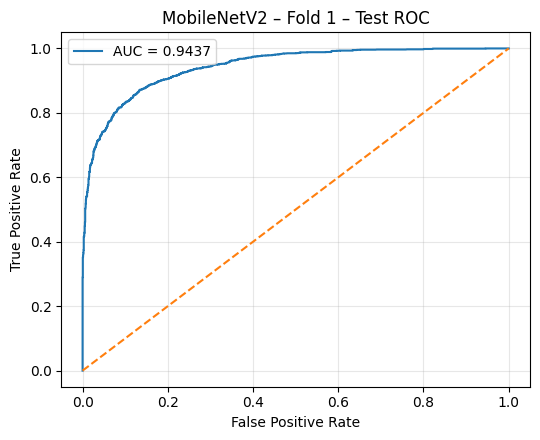 MobileNetV2 – Fold 1 – Test ROC
AUC = 0.9437
True Positive Rate
1.0
0.8
0.6
0.4
0.2
0.0
0.0 0.2 0.4 0.6 0.8 1.0
False Positive Rate